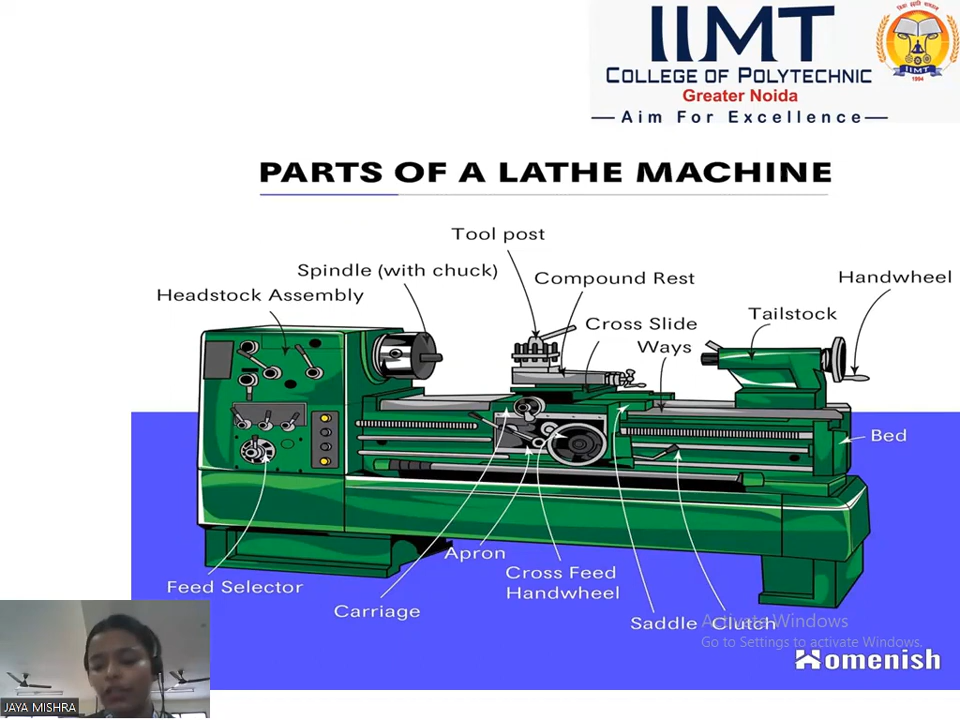 IIMT
COLLEGE OF POLYTECHNIC
Greater Noida
Aim For Excellence
IIMT
1994
PARTS OF A LATHE MACHINE
Tool post
Spindle (with chuck)
Compound Rest
Handwheel
Headstock Assembly
Tailstock
Cross Slide
Ways
Bed
Apron
Cross Feed
Handwheel
Feed Selector
Carriage
Saddle
Clutch
Activate Windows
Go to Settings to activate Windows.
Homenish
JAYA MISHRA